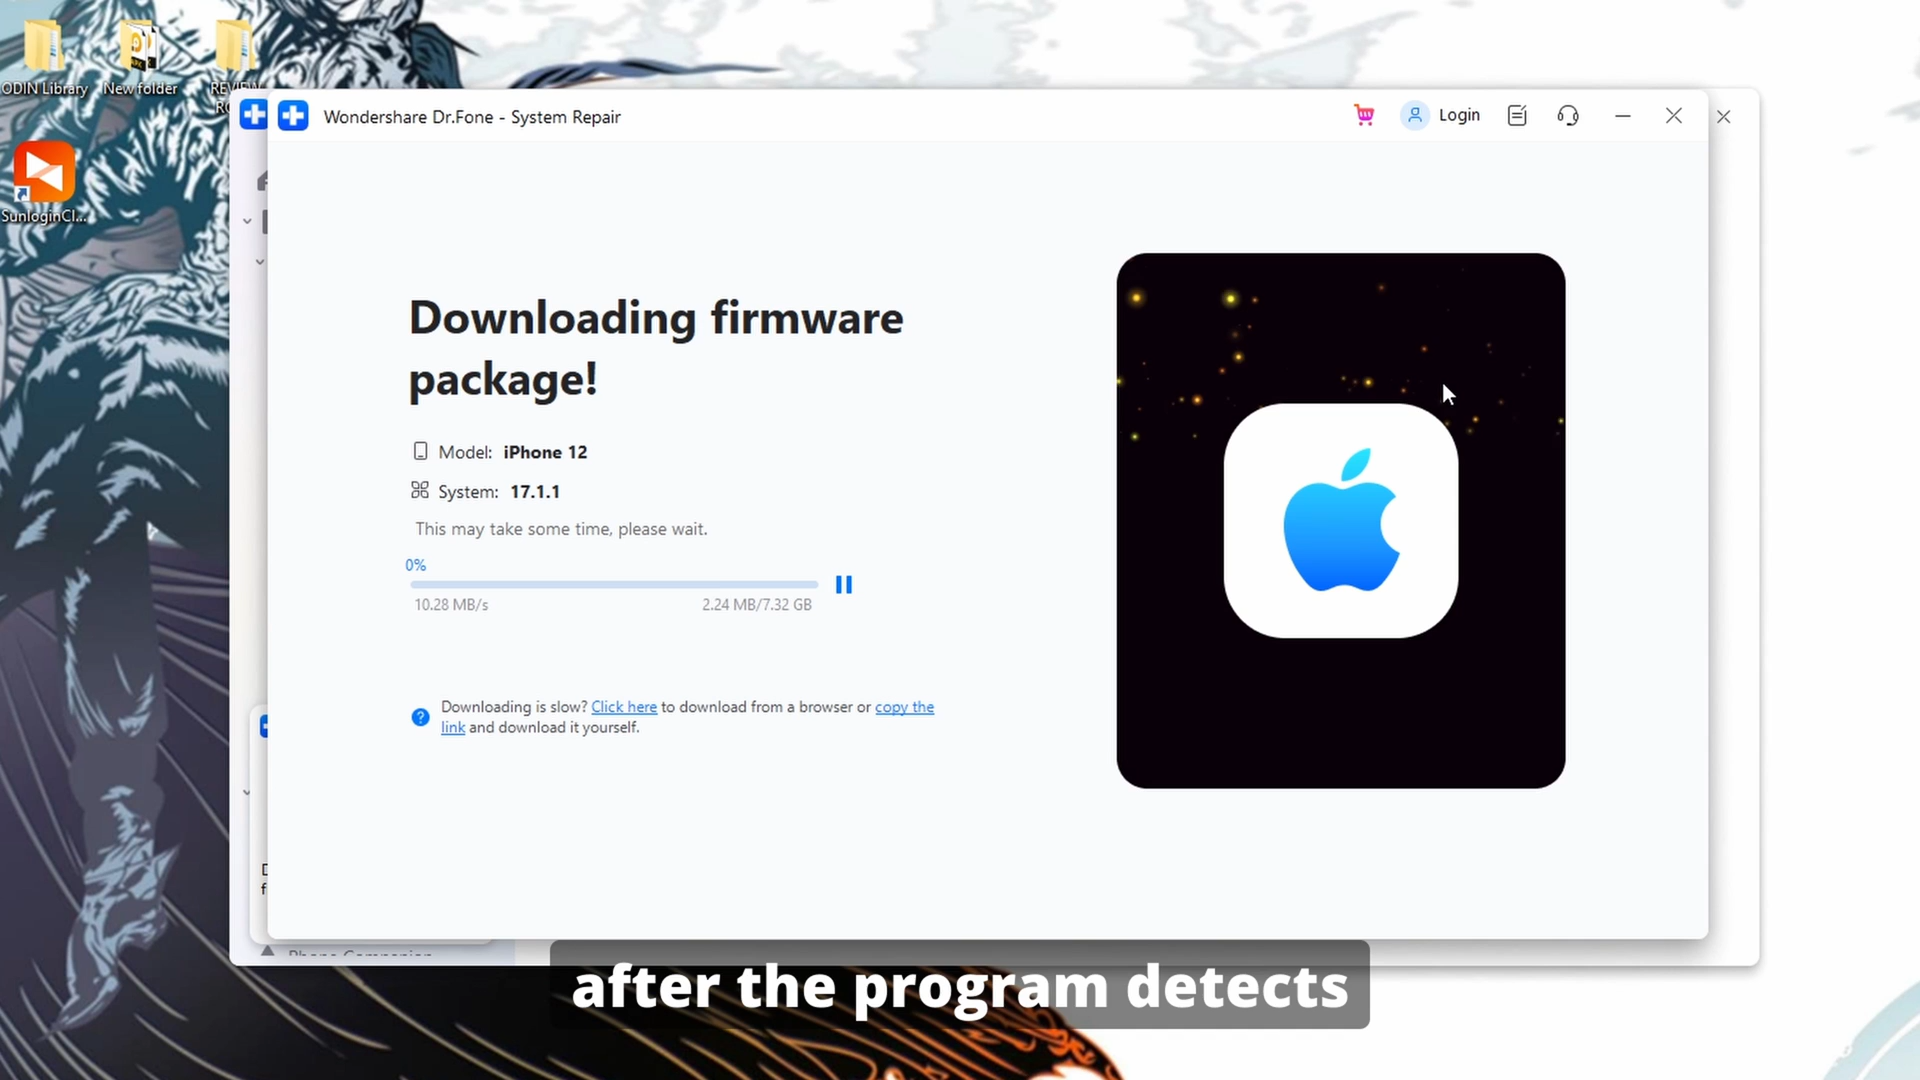 ODIN Library
New folder
REVIEW
Wondershare Dr.Fone - System Repair
Login
SunloginCl...
Downloading firmware
package!
Model: iPhone 12
System: 17.1.1
This may take some time, please wait.
0%
10.28 MB/s
2.24 MB/7.32 GB
Downloading is slow? Click here to download from a browser or copy the
link and download it yourself.
after the program detects